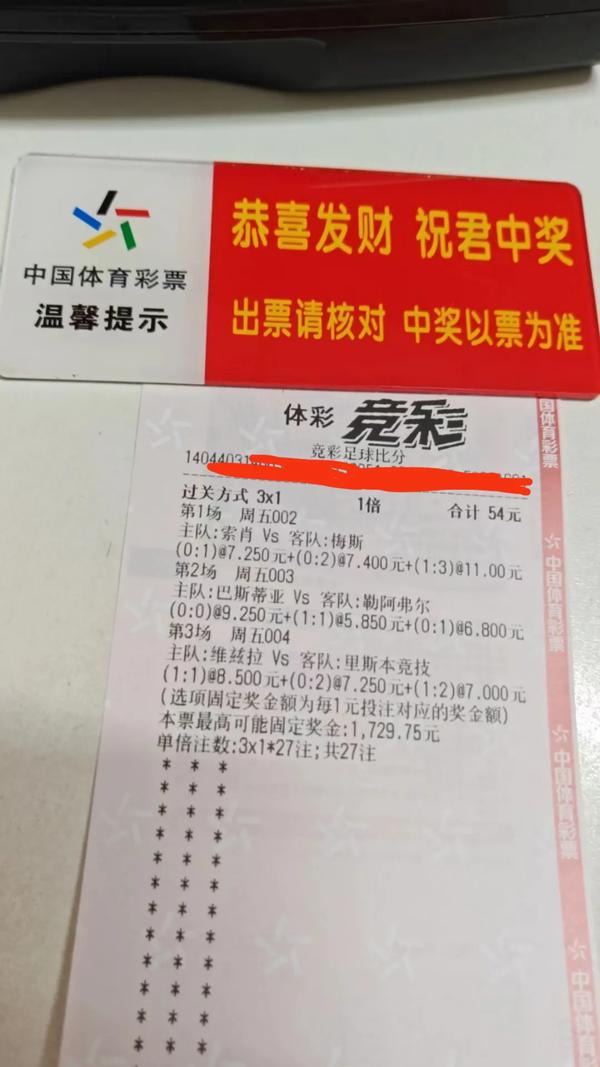 中国体育彩票
温馨提示
恭喜发财 祝君中奖
出票请核对 中奖以票为准
体彩 竞彩
竞彩足球比分
过关方式 3x1 1倍 合计 54元
第1场 周五002
主队:索肖 Vs 客队:梅斯
(0:1)@7.250元+(0:2)@7.400元+(1:3)@11.00元
第2场 周五003
主队:巴斯蒂亚 Vs 客队:勒阿弗尔
(0:0)@9.250元+(1:1)@5.850元+(0:1)@6.800元
第3场 周五004
主队:维兹拉 Vs 客队:里斯本竞技
(1:1)@8.500元+(0:2)@7.250元+(1:2)@7.000元
(选项固定奖金额为每1元投注对应的奖金额)
本票最高可能固定奖金:1,729.75元
单倍注数:3x1*27注;共27注
* * *
* * *
* * *
* * *
* * *
* * *
* * *
* * *
* * *
* * *
* * *
* * *
* * *
国体育彩票
中国体育彩票
中国体育彩票
中国体育